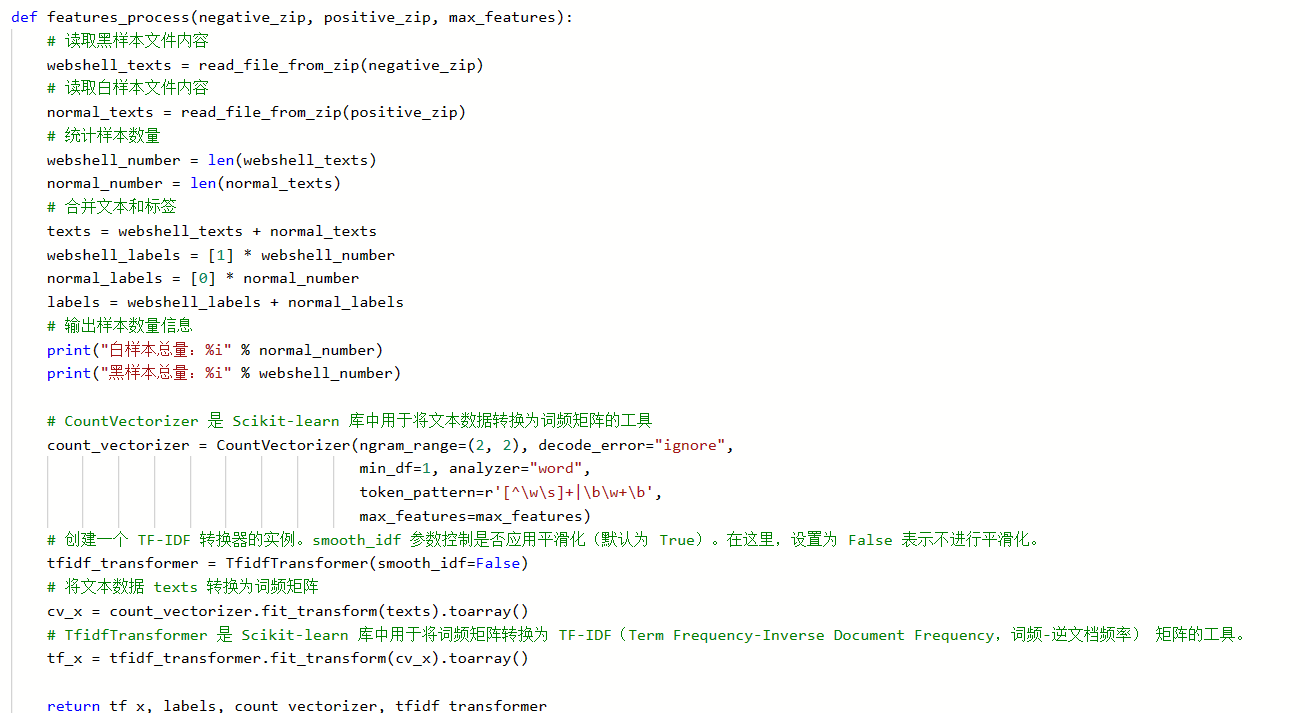 def features_process(negative_zip, positive_zip, max_features):
    # 读取黑样本文件内容
    webshell_texts = read_file_from_zip(negative_zip)
    # 读取白样本文件内容
    normal_texts = read_file_from_zip(positive_zip)
    # 统计样本数量
    webshell_number = len(webshell_texts)
    normal_number = len(normal_texts)
    # 合并文本和标签
    texts = webshell_texts + normal_texts
    webshell_labels = [1] * webshell_number
    normal_labels = [0] * normal_number
    labels = webshell_labels + normal_labels
    # 输出样本数量信息
    print("白样本总量：%i" % normal_number)
    print("黑样本总量：%i" % webshell_number)

    # CountVectorizer 是 Scikit-learn 库中用于将文本数据转换为词频矩阵的工具
    count_vectorizer = CountVectorizer(ngram_range=(2, 2), decode_error="ignore",
                                       min_df=1, analyzer="word",
                                       token_pattern=r'[^\w\s]+|\b\w+\b',
                                       max_features=max_features)
    # 创建一个 TF-IDF 转换器的实例。smooth_idf 参数控制是否应用平滑化（默认为 True）。在这里，设置为 False 表示不进行平滑化。
    tfidf_transformer = TfidfTransformer(smooth_idf=False)
    # 将文本数据 texts 转换为词频矩阵
    cv_x = count_vectorizer.fit_transform(texts).toarray()
    # TfidfTransformer 是 Scikit-learn 库中用于将词频矩阵转换为 TF-IDF（Term Frequency-Inverse Document Frequency，词频-逆文档频率） 矩阵的工具。
    tf_x = tfidf_transformer.fit_transform(cv_x).toarray()

    return tf_x, labels, count_vectorizer, tfidf_transformer